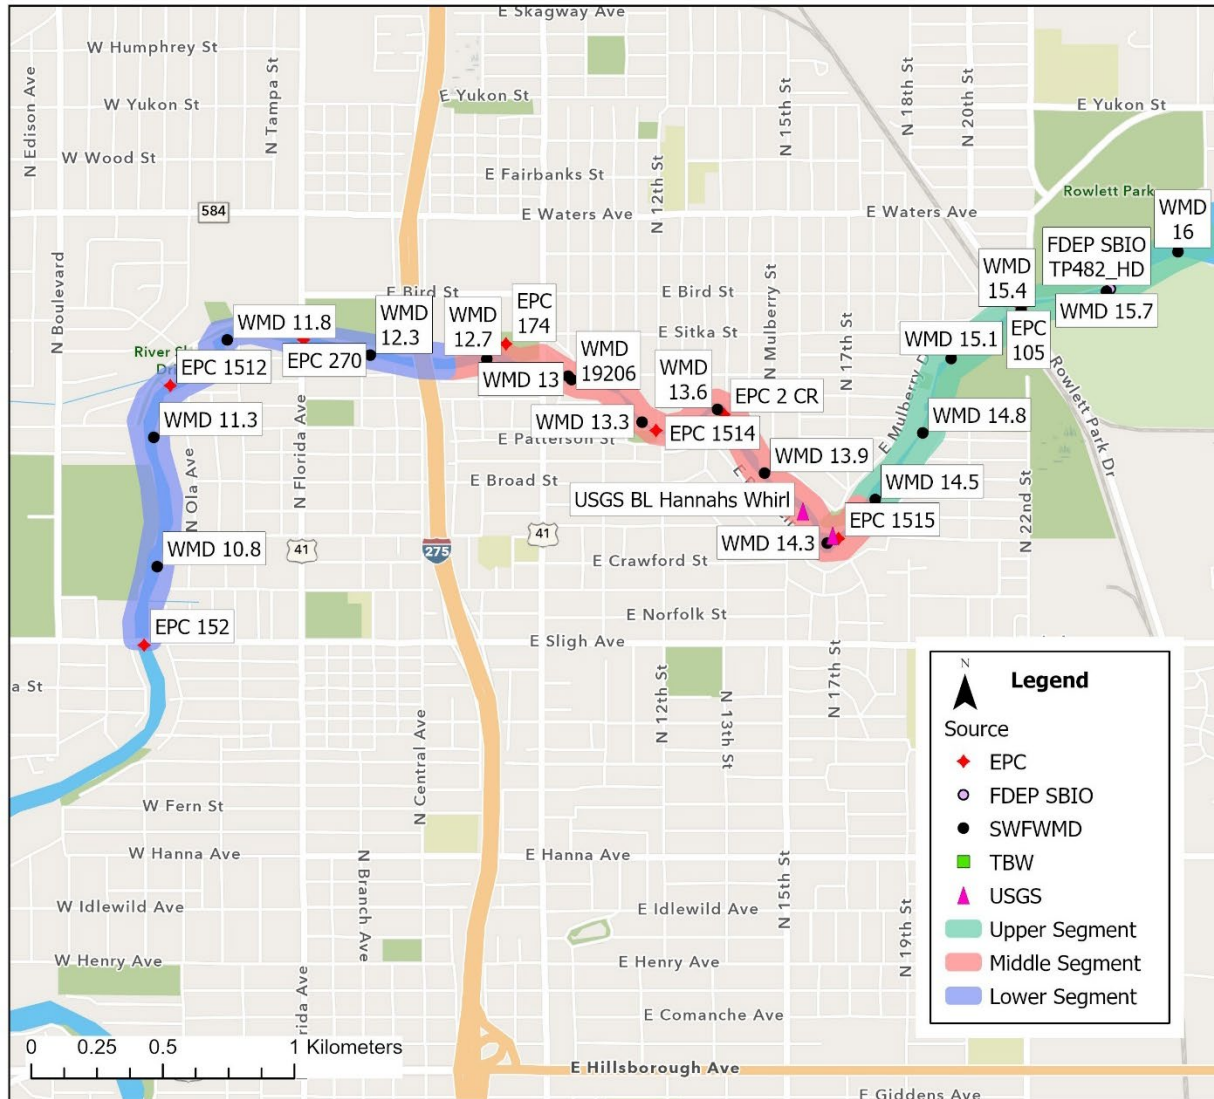 E Skagway Ave
W Humphrey St
N Edison Ave
N Tampa St
E Yukon St
W Yukon St
N 15th St
N 18th St
N 20th St
E Yukon St
W Wood St
E Fairbanks St
N 12th St
Rowlett Park
584
E Waters Ave
E Waters Ave
WMD
16
FDEP SBIO
TP482_HD
N Boulevard
E Bird St
E Bird St
N Mulberry St
WMD
15.4
WMD 15.7
WMD 11.8
WMD
12.3
WMD
12.7
EPC
174
E Sitka St
N 17th St
EPC
105
River
EPC 1512
EPC 270
WMD 13
WMD
19206
WMD
13.6
WMD 15.1
Rowlett Park Dr
EPC 2 CR
E Mulberry D
WMD 11.3
WMD 13.3
EPC 1514
WMD 14.8
E Patterson St
N Ola Ave
N Florida Ave
E Broad St
WMD 13.9
USGS BL Hannahs Whirl
WMD 14.5
N 22nd St
41
275
41
EPC 1515
WMD 10.8
WMD 14.3
E Crawford St
E Norfolk St
EPC 152
E Sligh Ave
a St
N 12th St
N 13th St
N 17th St
N Central Ave
W Fern St
W Hanna Ave
E Hanna Ave
N Branch Ave
N 15th St
N 19th St
W Idlewild Ave
E Idlewild Ave
W Henry Ave
E Henry Ave
rida Ave
E Comanche Ave
E Hillsborough Ave
E Giddens Ave
0 0.25 0.5 1 Kilometers
N
Legend
Source
EPC
FDEP SBIO
SWFWMD
TBW
USGS
Upper Segment
Middle Segment
Lower Segment